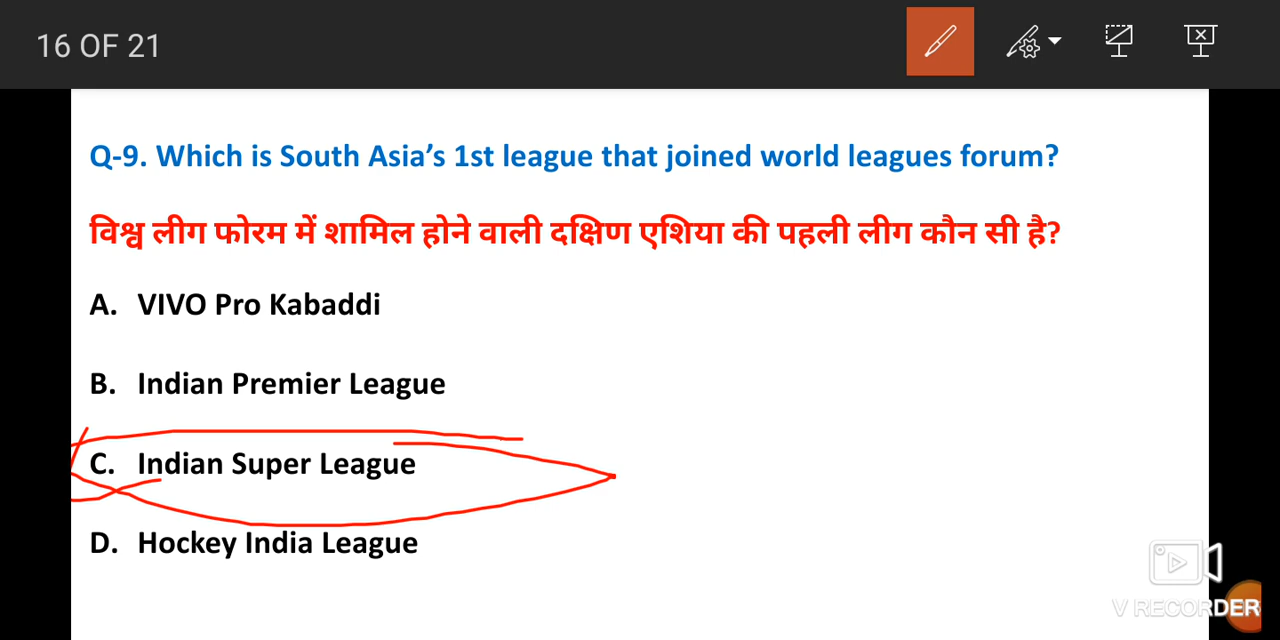 16 OF 21
Q-9. Which is South Asia's 1st league that joined world leagues forum?
विश्व लीग फोरम में शामिल होने वाली दक्षिण एशिया की पहली लीग कौन सी है?
A. VIVO Pro Kabaddi
B. Indian Premier League
C. Indian Super League
D. Hockey India League
V RECORDER